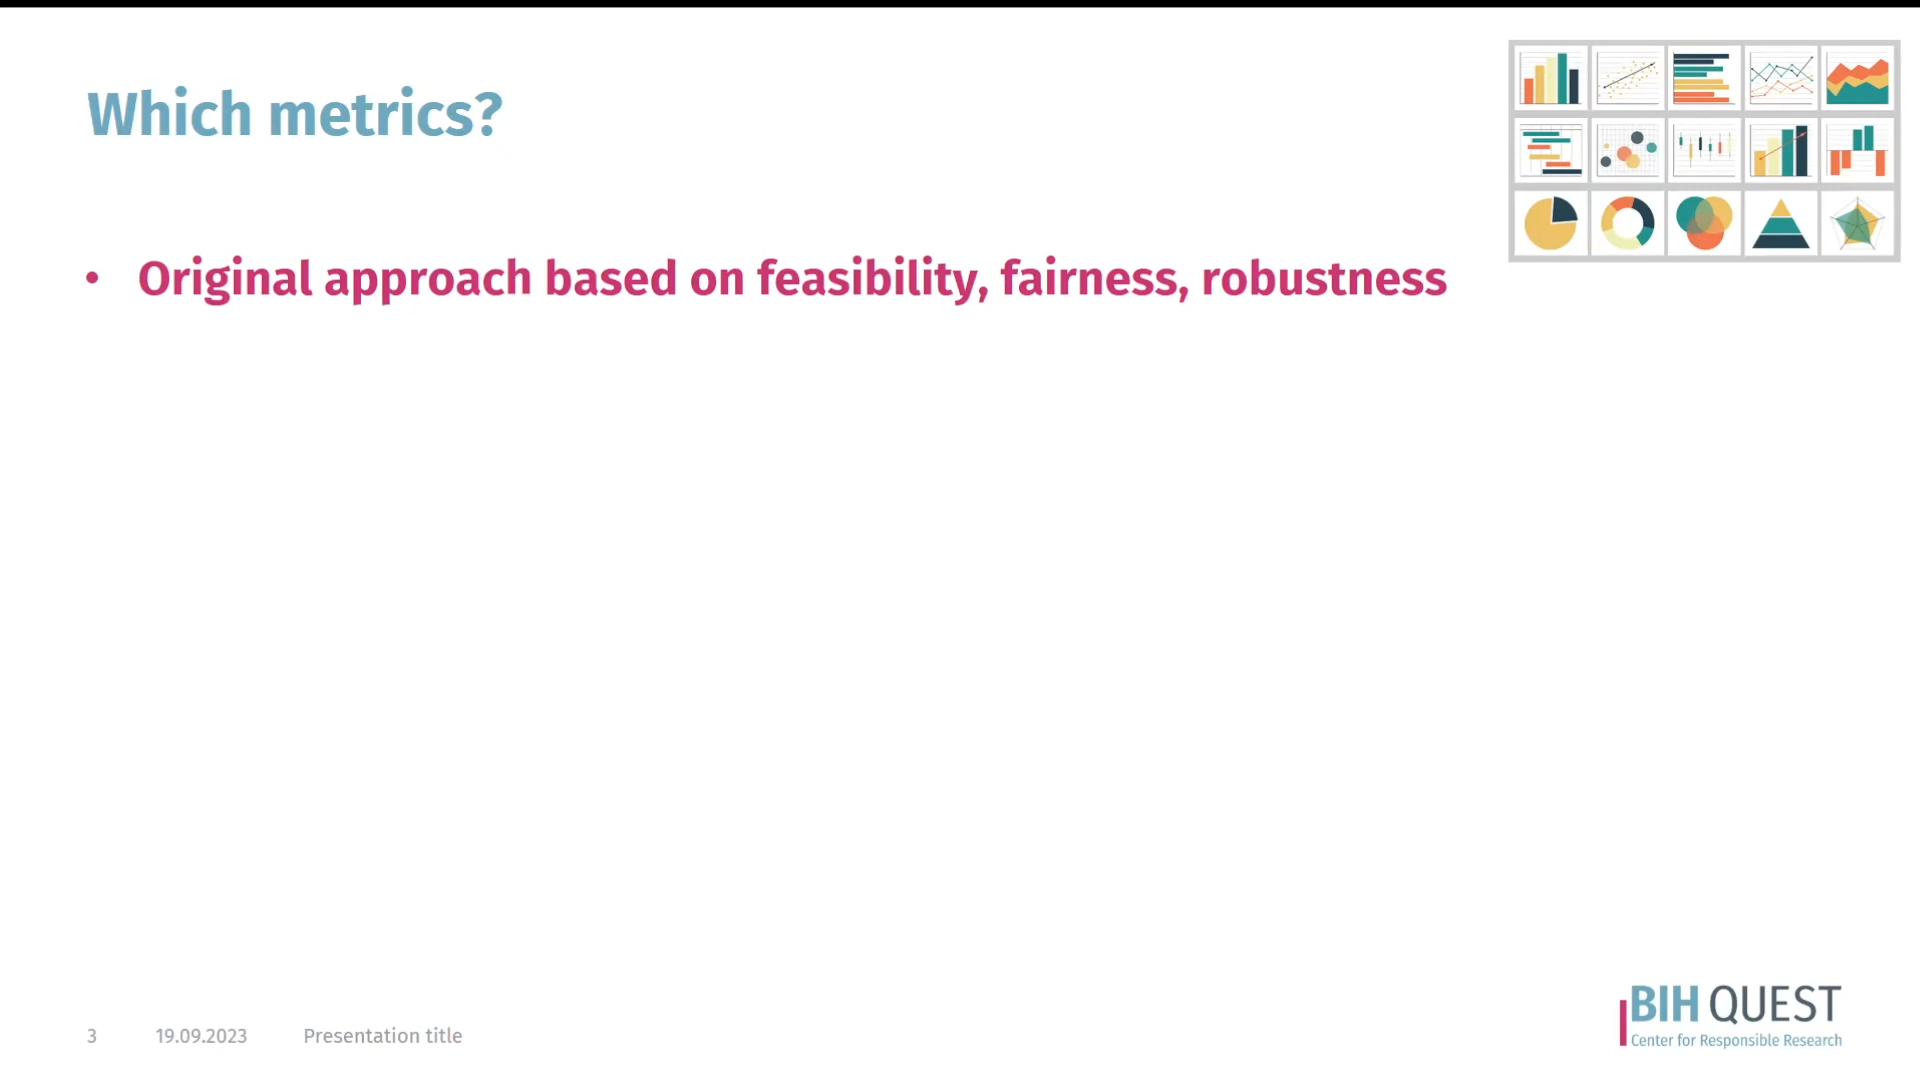 Which metrics?
• Original approach based on feasibility, fairness, robustness
3 19.09.2023 Presentation title
BIH QUEST
Center for Responsible Research